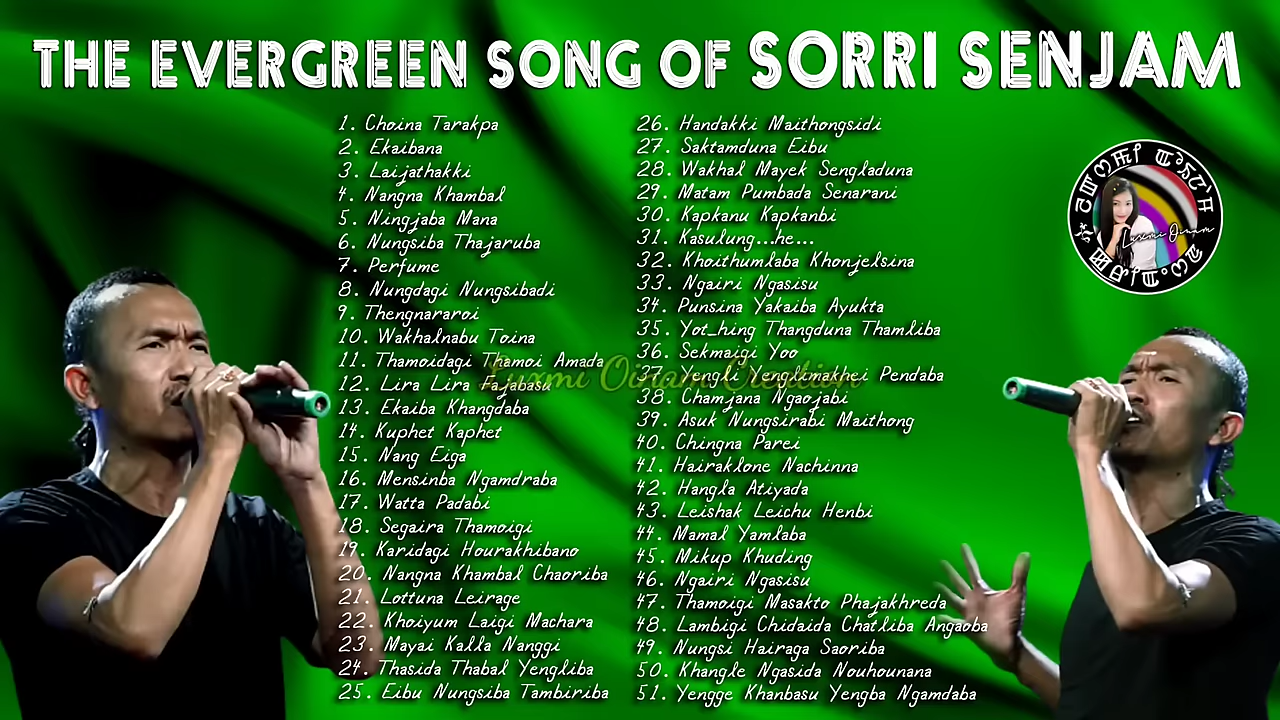 THE EVERGREEN SONG OF SORRI SENJAM
1. Choina Tarakpa
2. Ekaibana
3. Laijathakki
4. Nangna Khambal
5. Ningjaba Mana
6. Nungsiba Thajaruba
7. Perfume
8. Nungdagi Nungsibadi
9. Thengnararoi
10. Wakhalnabu Toina
11. Thamoidagi Thamoi Amada
12. Lira Lira Fajabasu
13. Ekaiba Khangdaba
14. Kuphet Kaphet
15. Nang Eiga
16. Mensinba Ngamdraba
17. Watta Padabi
18. Segaira Thamoigi
19. Karidagi Hourakhibano
20. Nangna Khambal Chaoriba
21. Lottuna Leirage
22. Khoiyum Laigi Machara
23. Mayai Kalla Nanggi
24. Thasida Thabal Yengliba
25. Eibu Nungsiba Tambiriba
26. Handakki Maithongsidi
27. Saktamduna Eibu
28. Wakhal Mayek Sengladuna
29. Matam Pumbada Senarani
30. Kapkanu Kapkanbi
31. Kasulung...he...
32. Khoithumlaba Khonjelsina
33. Ngairi Ngasisu
34. Punsina Yakaiba Ayukta
35. Yot_hing Thangduna Thamliba
36. Sekmaigi Yoo
37. Yengli Yenglimakhei Pendaba
38. Chamjana Ngaojabi
39. Asuk Nungsirabi Maithong
40. Chingna Parei
41. Hairaklone Nachinna
42. Hangla Atiyada
43. Leishak Leichu Henbi
44. Mamal Yamlaba
45. Mikup Khuding
46. Ngairi Ngasisu
47. Thamoigi Masakto Phajakhreda
48. Lambigi Chidaida Chatliba Angaoba
49. Nungsi Hairaga Saoriba
50. Khangle Ngasida Nouhounana
51. Yengge Khanbasu Yengba Ngamdaba
Luxmi Oinam Creation
Luxmi Oinam